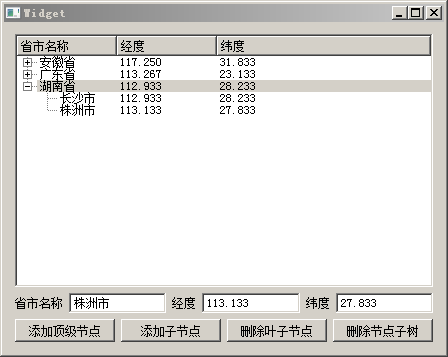 Widget
省市名称 经度 纬度
安徽省 117.250 31.833
广东省 113.267 23.133
湖南省 112.933 28.233
长沙市 112.933 28.233
株洲市 113.133 27.833
省市名称 株洲市 经度 113.133 纬度 27.833
添加顶级节点 添加子节点 删除叶子节点 删除节点子树